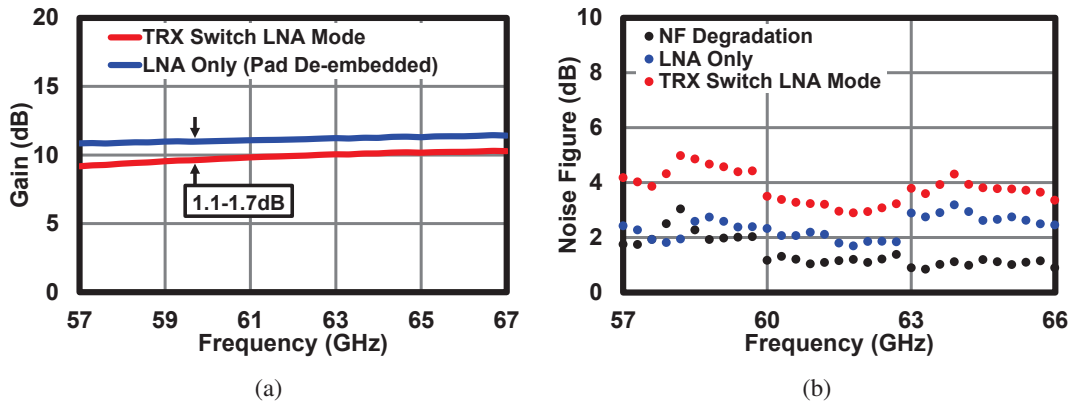 20
15
10
5
0
Gain (dB)
TRX Switch LNA Mode
LNA Only (Pad De-embedded)
1.1-1.7dB
57 59 61 63 65 67
Frequency (GHz)
(a)
10
8
6
4
2
0
Noise Figure (dB)
NF Degradation
LNA Only
TRX Switch LNA Mode
57 60 63 66
Frequency (GHz)
(b)